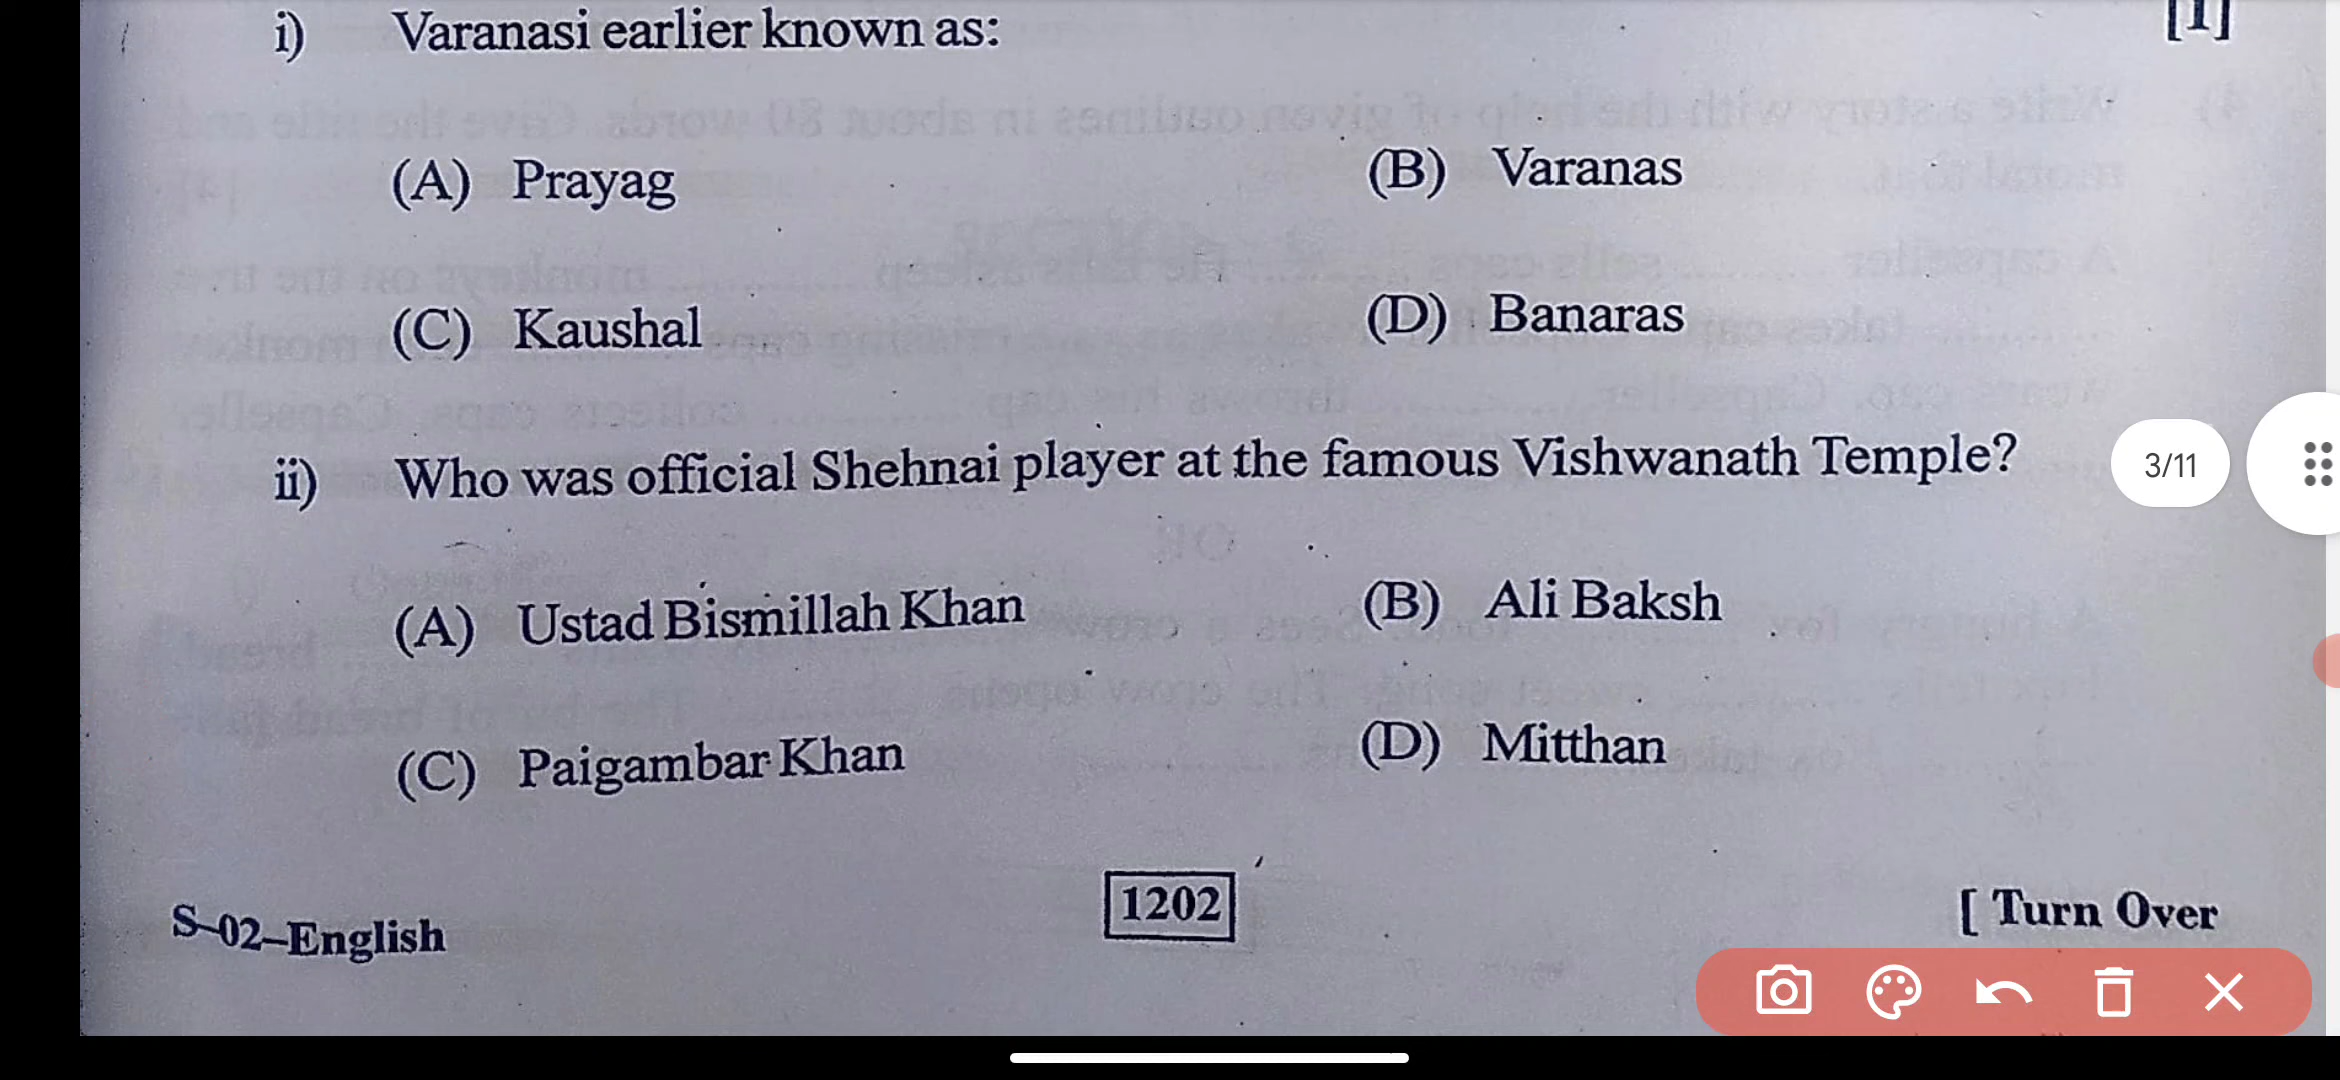 i) Varanasi earlier known as: [1]
(A) Prayag (B) Varanas
(C) Kaushal (D) Banaras
ii) Who was official Shehnai player at the famous Vishwanath Temple?
3/11
(A) Ustad Bismillah Khan (B) Ali Baksh
(C) Paigambar Khan (D) Mitthan
S-02-English 1202 [ Turn Over